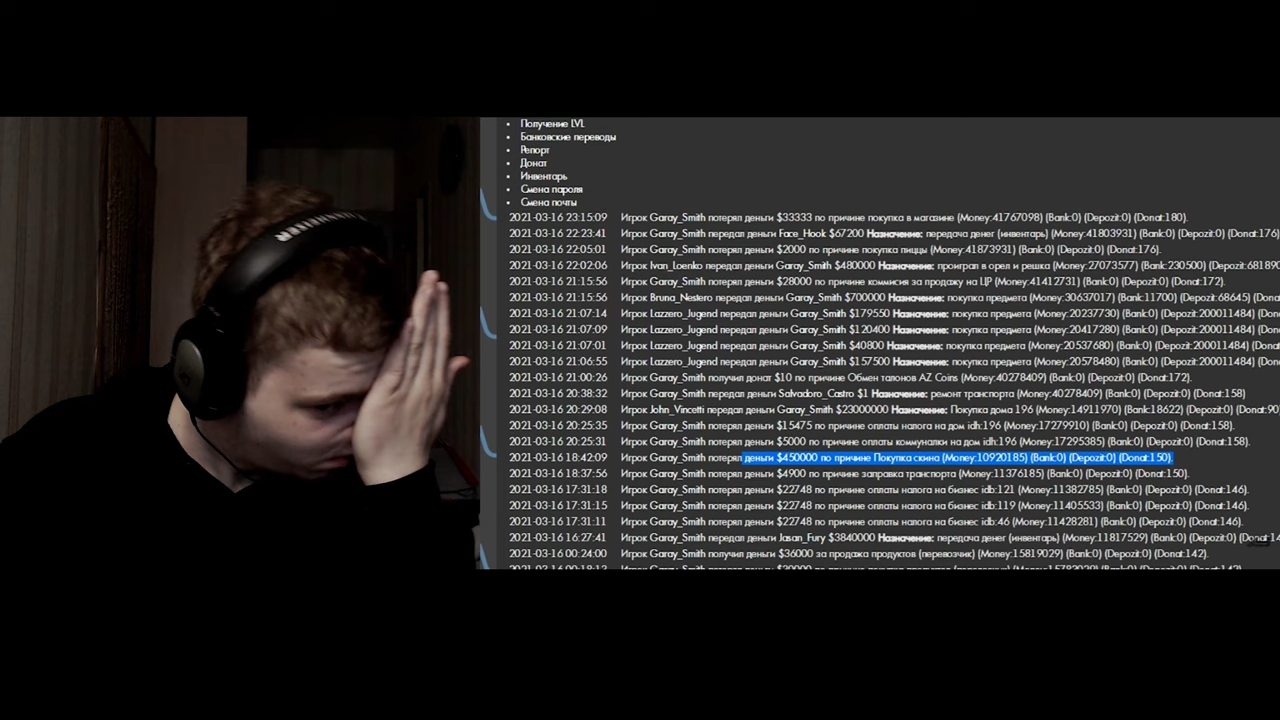 Получение LVL
Банковские переводы
Репорт
Донат
Инвентарь
Смена пароля
Смена почты
2021-03-16 23:15:09 Игрок Garay_Smith потерял деньги $33333 по причине покупка в магазине (Money:41767098) (Bank:0) (Depozit:0) (Donat:180).
2021-03-16 22:23:41 Игрок Garay_Smith передал деньги Face_Hook $67200 Назначение: передача денег (инвентарь) (Money:41803931) (Bank:0) (Depozit:0) (Donat:176)
2021-03-16 22:05:01 Игрок Garay_Smith потерял деньги $2000 по причине покупка пиццы (Money:41873931) (Bank:0) (Depozit:0) (Donat:176).
2021-03-16 22:02:06 Игрок Ivan_Loenko передал деньги Garay_Smith $480000 Назначение: проиграл в орел и решка (Money:27073577) (Bank:230500) (Depozit:681890
2021-03-16 21:15:56 Игрок Garay_Smith потерял деньги $28000 по причине коммисия за продажу на ЦР (Money:41412731) (Bank:0) (Depozit:0) (Donat:172).
2021-03-16 21:15:56 Игрок Bruna_Nestero передал деньги Garay_Smith $700000 Назначение: покупка предмета (Money:30637017) (Bank:11700) (Depozit:68645) (Dona
2021-03-16 21:07:14 Игрок Lazzero_Jugend передал деньги Garay_Smith $179550 Назначение: покупка предмета (Money:20237730) (Bank:0) (Depozit:200011484) (Don
2021-03-16 21:07:09 Игрок Lazzero_Jugend передал деньги Garay_Smith $120400 Назначение: покупка предмета (Money:20417280) (Bank:0) (Depozit:200011484) (Don
2021-03-16 21:07:01 Игрок Lazzero_Jugend передал деньги Garay_Smith $40800 Назначение: покупка предмета (Money:20537680) (Bank:0) (Depozit:200011484) (Dona
2021-03-16 21:06:55 Игрок Lazzero_Jugend передал деньги Garay_Smith $157500 Назначение: покупка предмета (Money:20578480) (Bank:0) (Depozit:200011484) (Don
2021-03-16 21:00:26 Игрок Garay_Smith получил донат $10 по причине Обмен талонов AZ Coins (Money:40278409) (Bank:0) (Depozit:0) (Donat:172).
2021-03-16 20:38:32 Игрок Garay_Smith передал деньги Salvadoro_Castro $1 Назначение: ремонт транспорта (Money:40278409) (Bank:0) (Depozit:0) (Donat:158)
2021-03-16 20:29:08 Игрок John_Vincetti передал деньги Garay_Smith $23000000 Назначение: Покупка дома 196 (Money:14911970) (Bank:18622) (Depozit:0) (Donat:90
2021-03-16 20:25:35 Игрок Garay_Smith потерял деньги $15475 по причине оплаты налога на дом idh:196 (Money:17279910) (Bank:0) (Depozit:0) (Donat:158).
2021-03-16 20:25:31 Игрок Garay_Smith потерял деньги $5000 по причине оплаты коммуналки на дом idh:196 (Money:17295385) (Bank:0) (Depozit:0) (Donat:158).
2021-03-16 18:42:09 Игрок Garay_Smith потерял деньги $450000 по причине Покупка скина (Money:10920185) (Bank:0) (Depozit:0) (Donat:150).
2021-03-16 18:37:56 Игрок Garay_Smith потерял деньги $4900 по причине заправка транспорта (Money:11376185) (Bank:0) (Depozit:0) (Donat:150).
2021-03-16 17:31:18 Игрок Garay_Smith потерял деньги $22748 по причине оплаты налога на бизнес idb:121 (Money:11382785) (Bank:0) (Depozit:0) (Donat:146).
2021-03-16 17:31:15 Игрок Garay_Smith потерял деньги $22748 по причине оплаты налога на бизнес idb:119 (Money:11405533) (Bank:0) (Depozit:0) (Donat:146).
2021-03-16 17:31:11 Игрок Garay_Smith потерял деньги $22748 по причине оплаты налога на бизнес idb:46 (Money:11428281) (Bank:0) (Depozit:0) (Donat:146).
2021-03-16 16:27:41 Игрок Garay_Smith передал деньги Jasan_Fury $3840000 Назначение: передача денег (инвентарь) (Money:11817529) (Bank:0) (Depozit:0) (Donat:14
2021-03-16 00:24:00 Игрок Garay_Smith получил деньги $36000 за продажа продуктов (перевозчик) (Money:15819029) (Bank:0) (Depozit:0) (Donat:142).